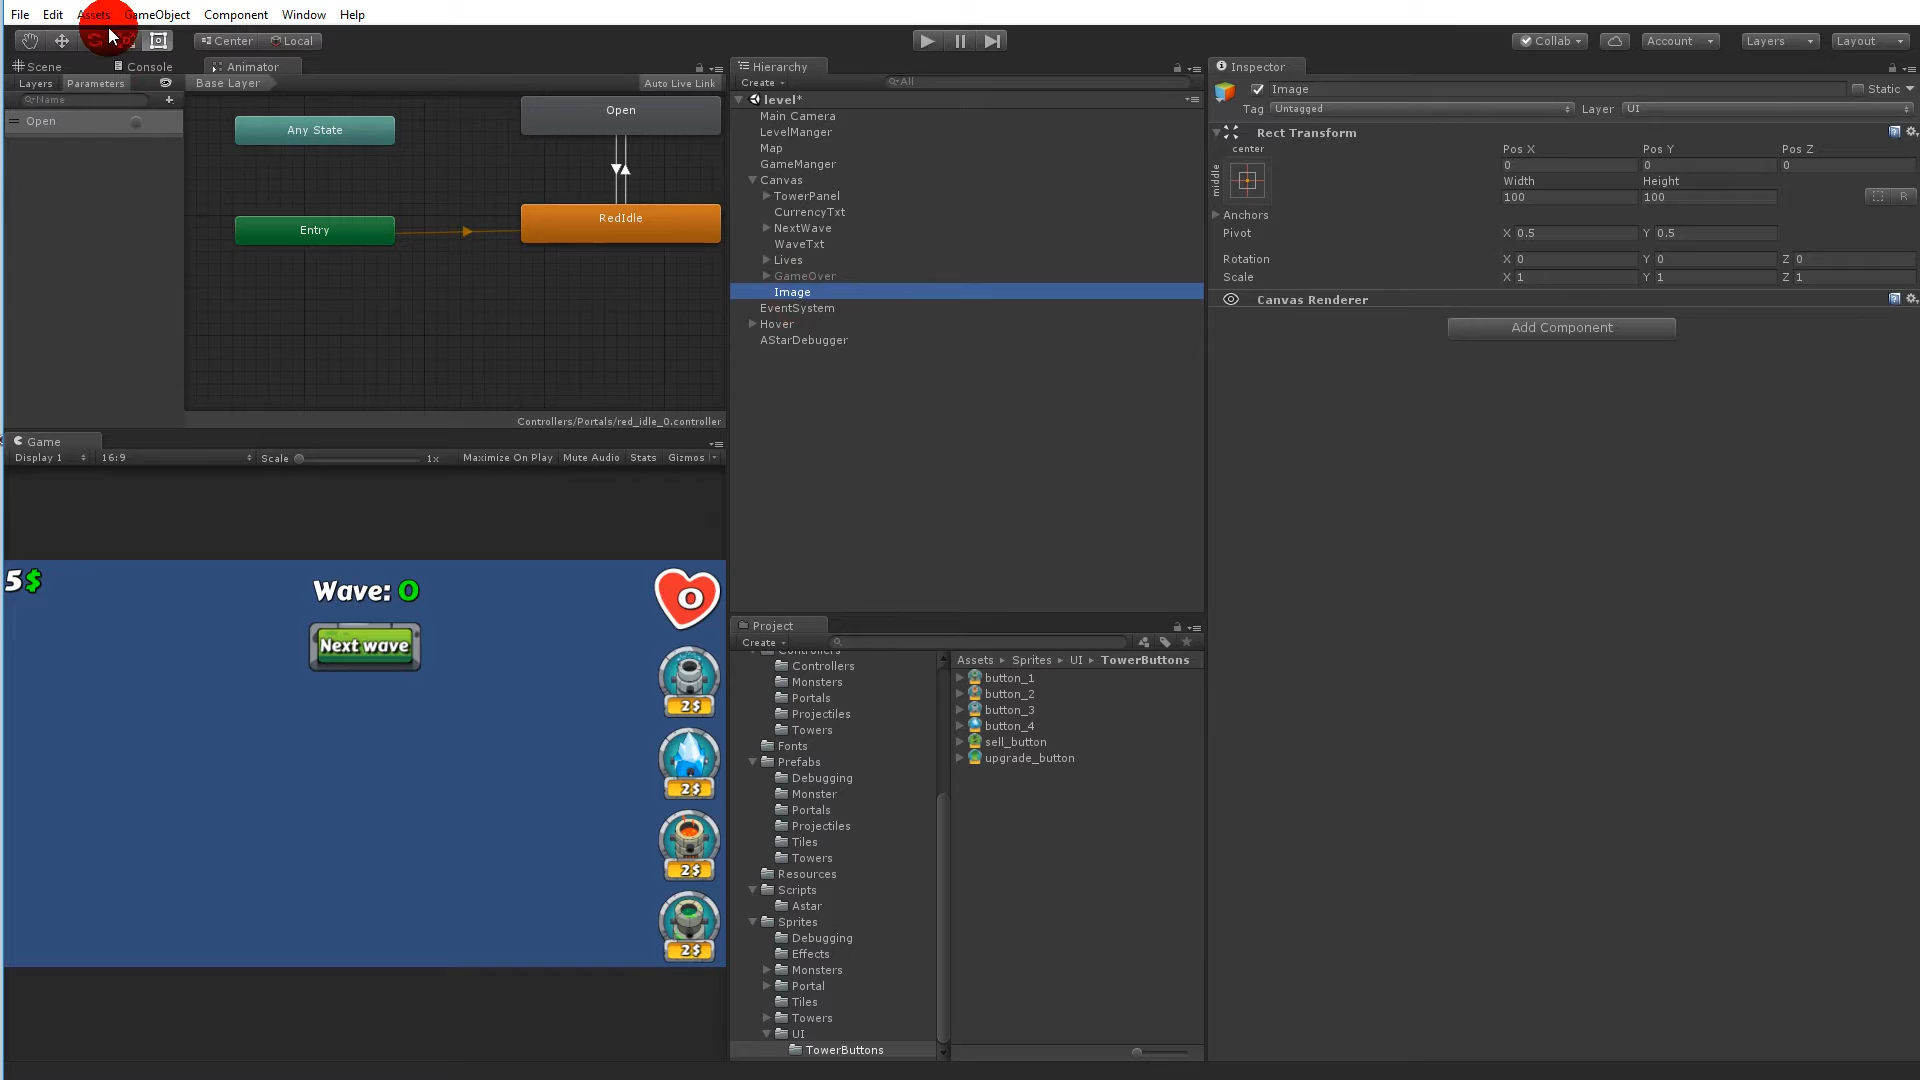 File Edit Assets GameObject Component Window Help
Center Local Collab Account Layers Layout
Scene Console Animator
Layers Parameters Base Layer Auto Live Link
Name
Open
Any State
Open
Entry
RedIdle
Controllers/Portals/red_idle_0.controller
Game
Display 1 16:9 Scale 1x Maximize On Play Mute Audio Stats Gizmos
5$
Wave: 0
0
Next wave
2$
2$
2$
2$
Hierarchy
Create All
level*
Main Camera
LevelManger
Map
GameManger
Canvas
TowerPanel
CurrencyTxt
NextWave
WaveTxt
Lives
GameOver
Image
EventSystem
Hover
AStarDebugger
Project
Create
Controllers
Controllers
Monsters
Portals
Projectiles
Towers
Fonts
Prefabs
Debugging
Monster
Portals
Projectiles
Tiles
Towers
Resources
Scripts
Astar
Sprites
Debugging
Effects
Monsters
Portal
Tiles
Towers
UI
TowerButtons
Assets Sprites UI TowerButtons
button_1
button_2
button_3
button_4
sell_button
upgrade_button
Inspector
Image Static
Tag Untagged Layer UI
Rect Transform
center
middle
Pos X Pos Y Pos Z
0 0 0
Width Height
100 100
R
Anchors
Pivot X 0.5 Y 0.5
Rotation X 0 Y 0 Z 0
Scale X 1 Y 1 Z 1
Canvas Renderer
Add Component